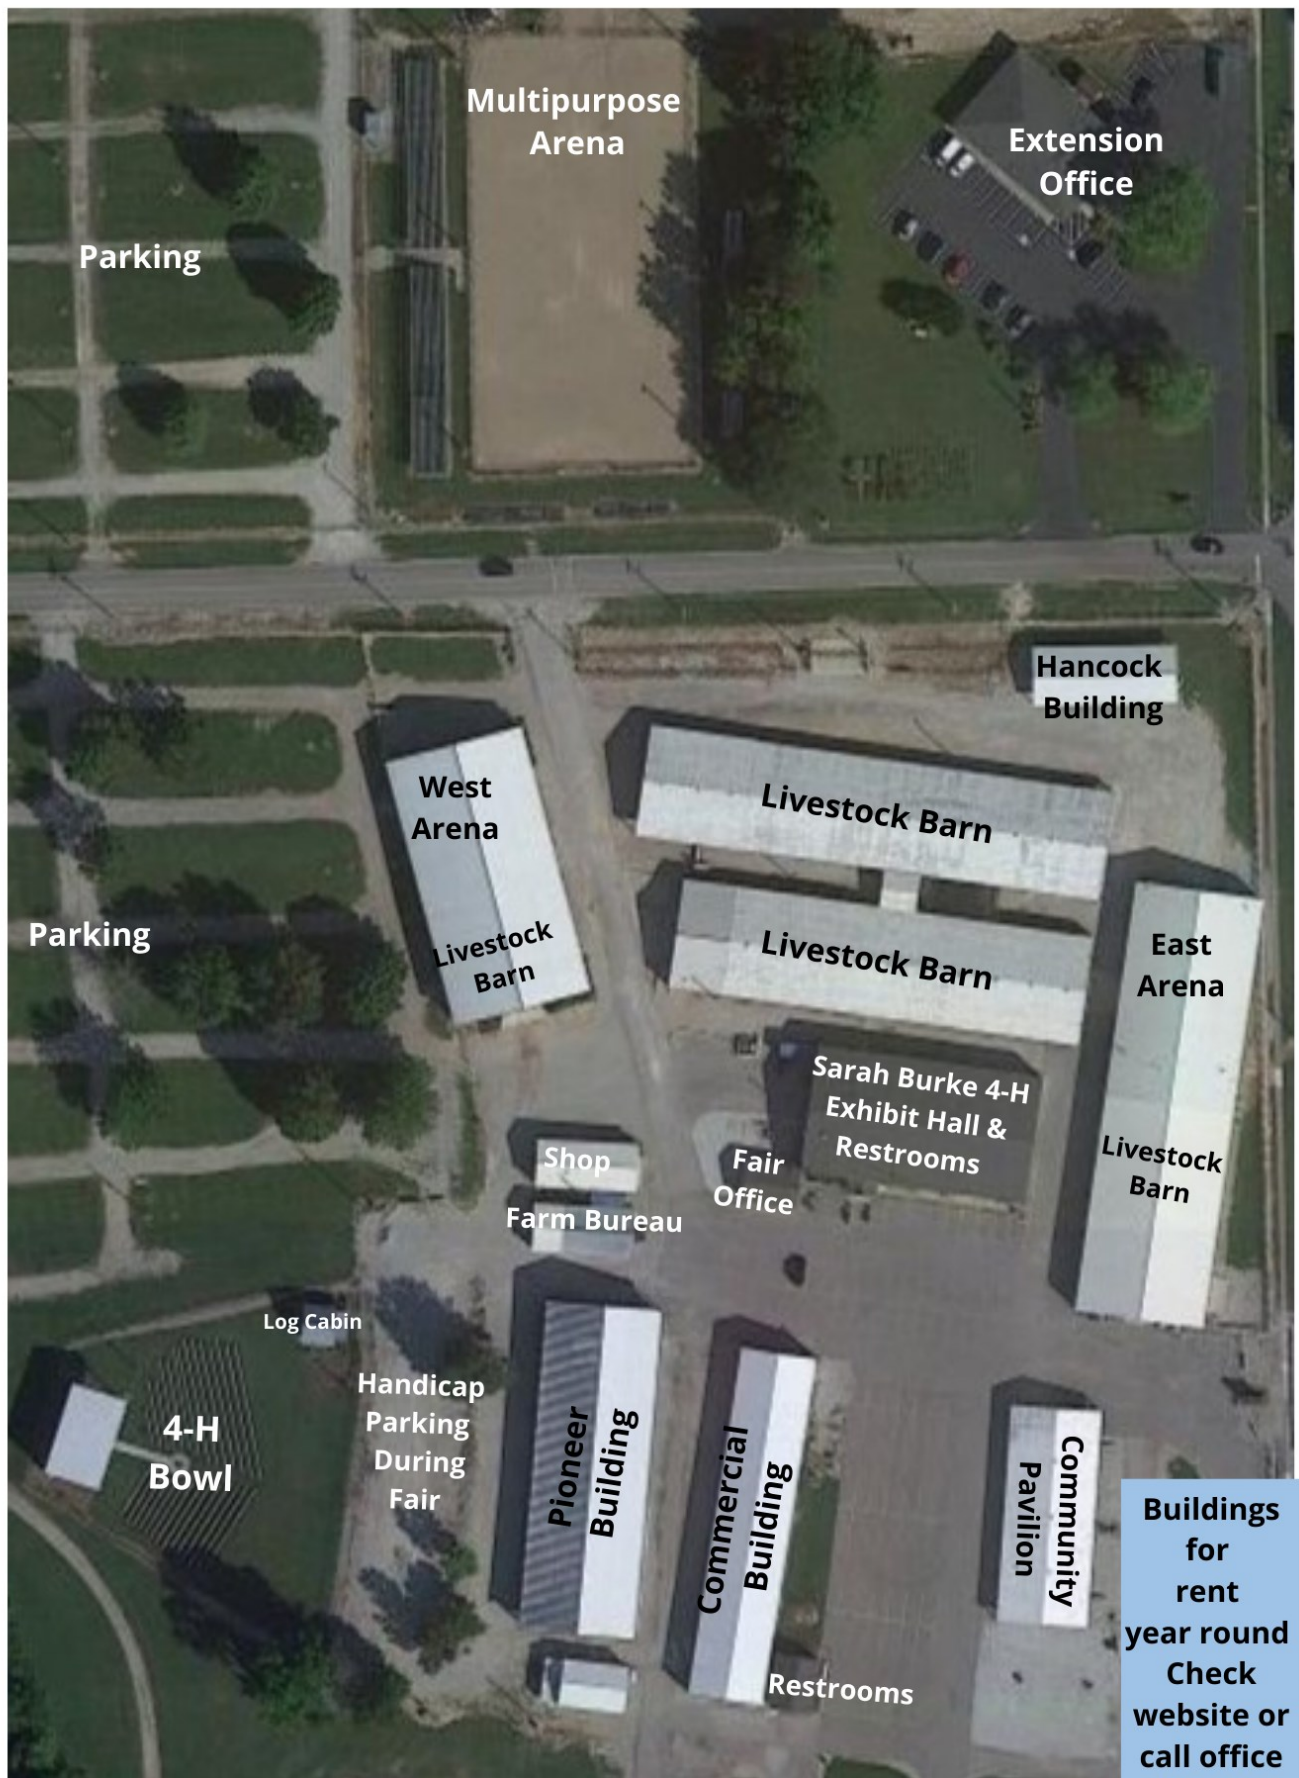 Multipurpose
Arena
Extension
Office
Parking
Hancock
Building
West
Arena
Livestock Barn
Livestock
Barn
Livestock Barn
Parking
East
Arena
Sarah Burke 4-H
Exhibit Hall &
Restrooms
Livestock
Barn
Shop
Fair
Office
Farm Bureau
Log Cabin
Handicap
Parking
During
Fair
4-H
Bowl
Pioneer
Building
Commercial
Building
Community
Pavilion
Restrooms
Buildings
for
rent
year round
Check
website or
call office